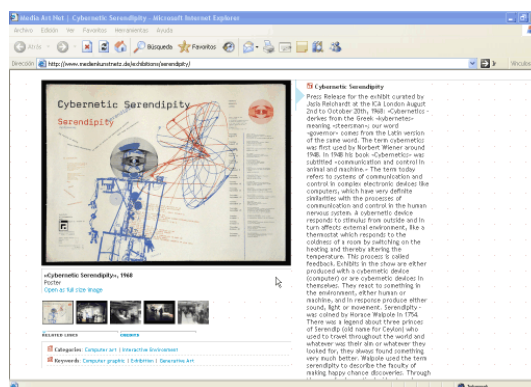 Media Art Net | Cybernetic Serendipity - Microsoft Internet Explorer
Archivo Edición Ver Favoritos Herramientas Ayuda
Atrás Búsqueda Favoritos
Dirección http://www.medienkunstnetz.de/exhibitions/serendipity/ Ir Vínculos
Cybernetic Serendipity
Serendipity
«Cybernetic Serendipity», 1968
Poster
Open as full size image
RELATED LINKS
Categories: Computer art | Interactive Environment
Keywords: Computer graphic | Exhibition | Generative Art
Cybernetic Serendipity
Press Release for the exhibit curated by
Jasia Reichardt at the ICA London August
2nd to October 20th, 1968: «Cybernetics -
derives from the Greek «kubernetes»
meaning «steersman»; our word
«governor» comes from the Latin version
of the same word. The term cybernetics
was first used by Norbert Wiener around
1948. In 1948 his book «Cybernetics» was
subtitled «communication and control in
animal and machine.» The term today
refers to systems of communication and
control in complex electronic devices like
computers, which have very definite
similarities with the processes of
communication and control in the human
nervous system. A cybernetic device
responds to stimulus from outside and in
turn affects external environment, like a
thermostat which responds to the
coldness of a room by switching on the
heating and thereby altering the
temperature. This process is called
feedback. Exhibits in the show are either
produced with a cybernetic device
(computer) or are cybernetic devices in
themselves. They react to something in
the environment, either human or
machine, and in response produce either
sound, light or movement. Serendipity -
was coined by Horace Walpole in 1754.
There was a legend about three princes
of Serendip (old name for Ceylon) who
used to travel throughout the world and
whatever was their aim or whatever they
looked for, they always found something
very much better. Walpole used the term
serendipity to describe the faculty of
making happy chance discoveries. Through
Internet